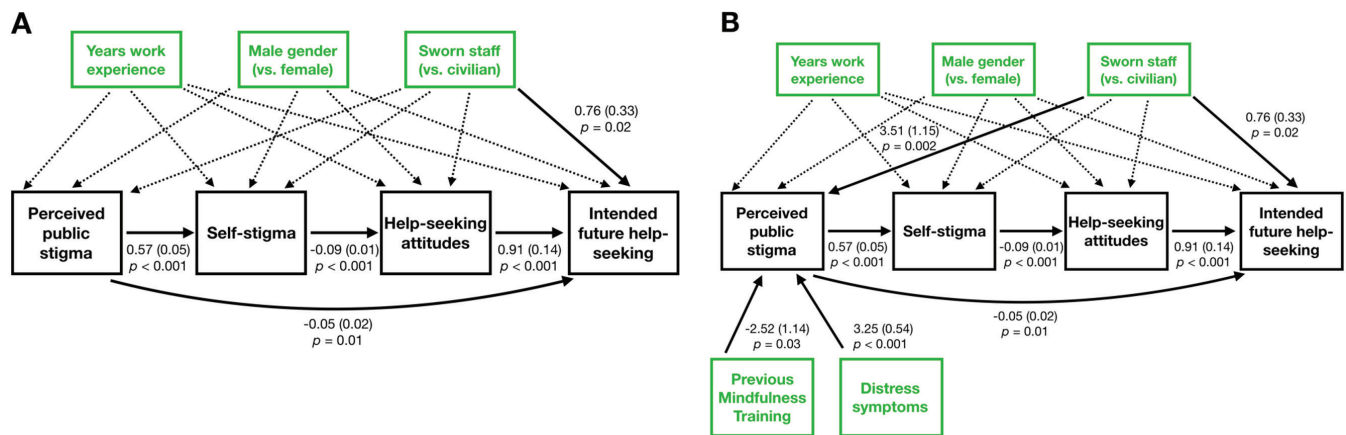 A
Years work
experience
Male gender
(vs. female)
Sworn staff
(vs. civilian)
0.76 (0.33)
p = 0.02
Perceived
public
stigma
0.57 (0.05)
p < 0.001
Self-stigma
-0.09 (0.01)
p < 0.001
Help-seeking
attitudes
0.91 (0.14)
p < 0.001
Intended
future help-
seeking
-0.05 (0.02)
p = 0.01
B
Years work
experience
Male gender
(vs. female)
Sworn staff
(vs. civilian)
3.51 (1.15)
p = 0.002
0.76 (0.33)
p = 0.02
Perceived
public
stigma
0.57 (0.05)
p < 0.001
Self-stigma
-0.09 (0.01)
p < 0.001
Help-seeking
attitudes
0.91 (0.14)
p < 0.001
Intended
future help-
seeking
-0.05 (0.02)
p = 0.01
-2.52 (1.14)
p = 0.03
3.25 (0.54)
p < 0.001
Previous
Mindfulness
Training
Distress
symptoms